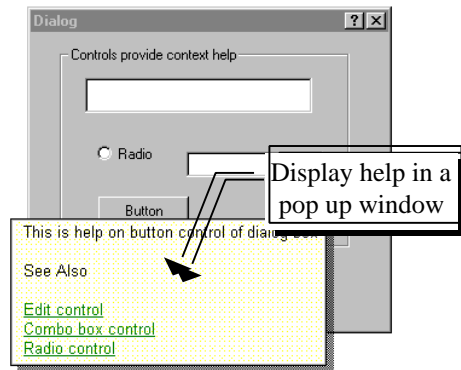 Dialog
Controls provide context help
Radio
Display help in a
pop up window
Button
This is help on button control of dialog box
See Also
Edit control
Combo box control
Radio control